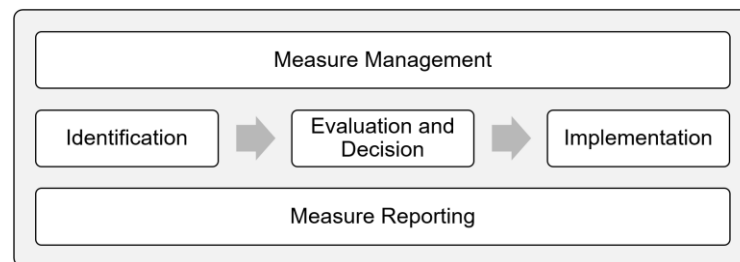 Measure Management
Identification
Evaluation and
Decision
Implementation
Measure Reporting